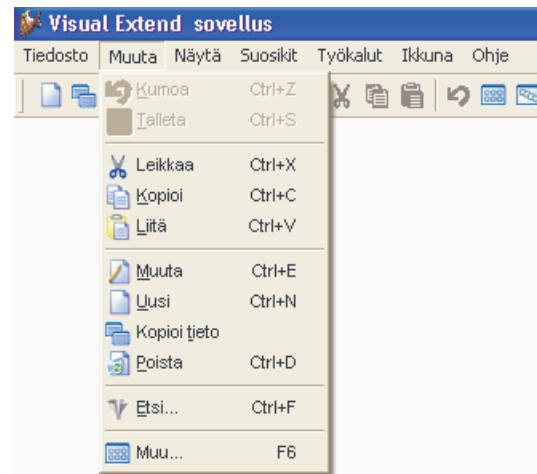 Visual Extend sovellus
Tiedosto Muuta Näytä Suosikit Työkalut Ikkuna Ohje
Kumoa Ctrl+Z
Talleta Ctrl+S
Leikkaa Ctrl+X
Kopioi Ctrl+C
Liitä Ctrl+V
Muuta Ctrl+E
Uusi Ctrl+N
Kopioi tieto
Poista Ctrl+D
Etsi... Ctrl+F
Muu... F6